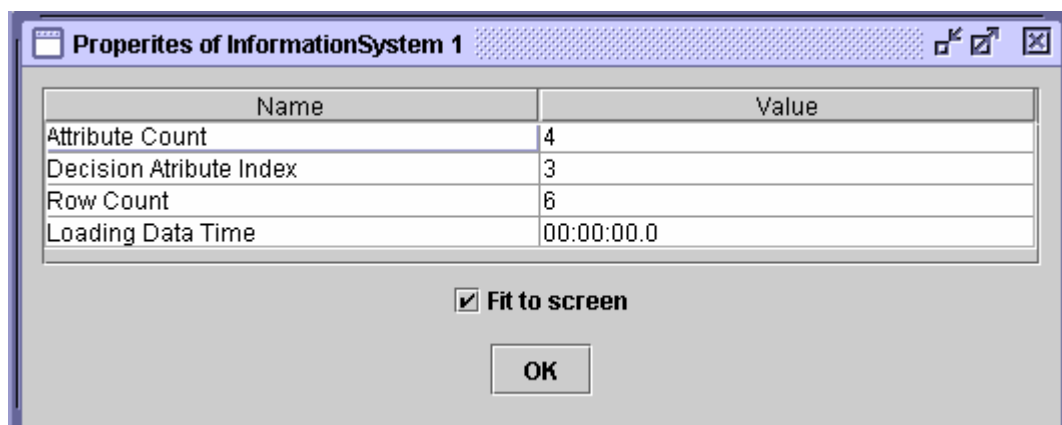 Properites of InformationSystem 1
Name Value
Attribute Count 4
Decision Atribute Index 3
Row Count 6
Loading Data Time 00:00:00.0
Fit to screen
OK